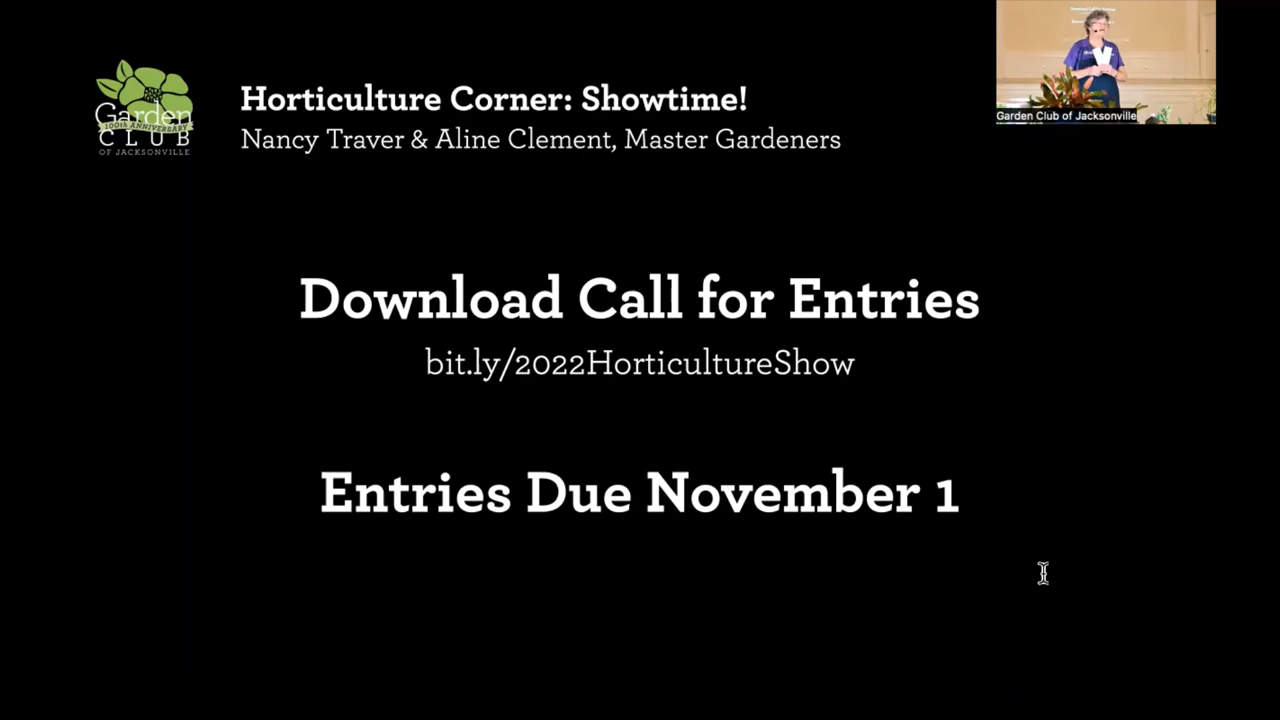 Garden
100th ANNIVERSARY
CLUB
OF JACKSONVILLE
Horticulture Corner: Showtime!
Nancy Traver & Aline Clement, Master Gardeners
Garden Club of Jacksonville
Download Call for Entries
bit.ly/2022HorticultureShow
Entries Due November 1